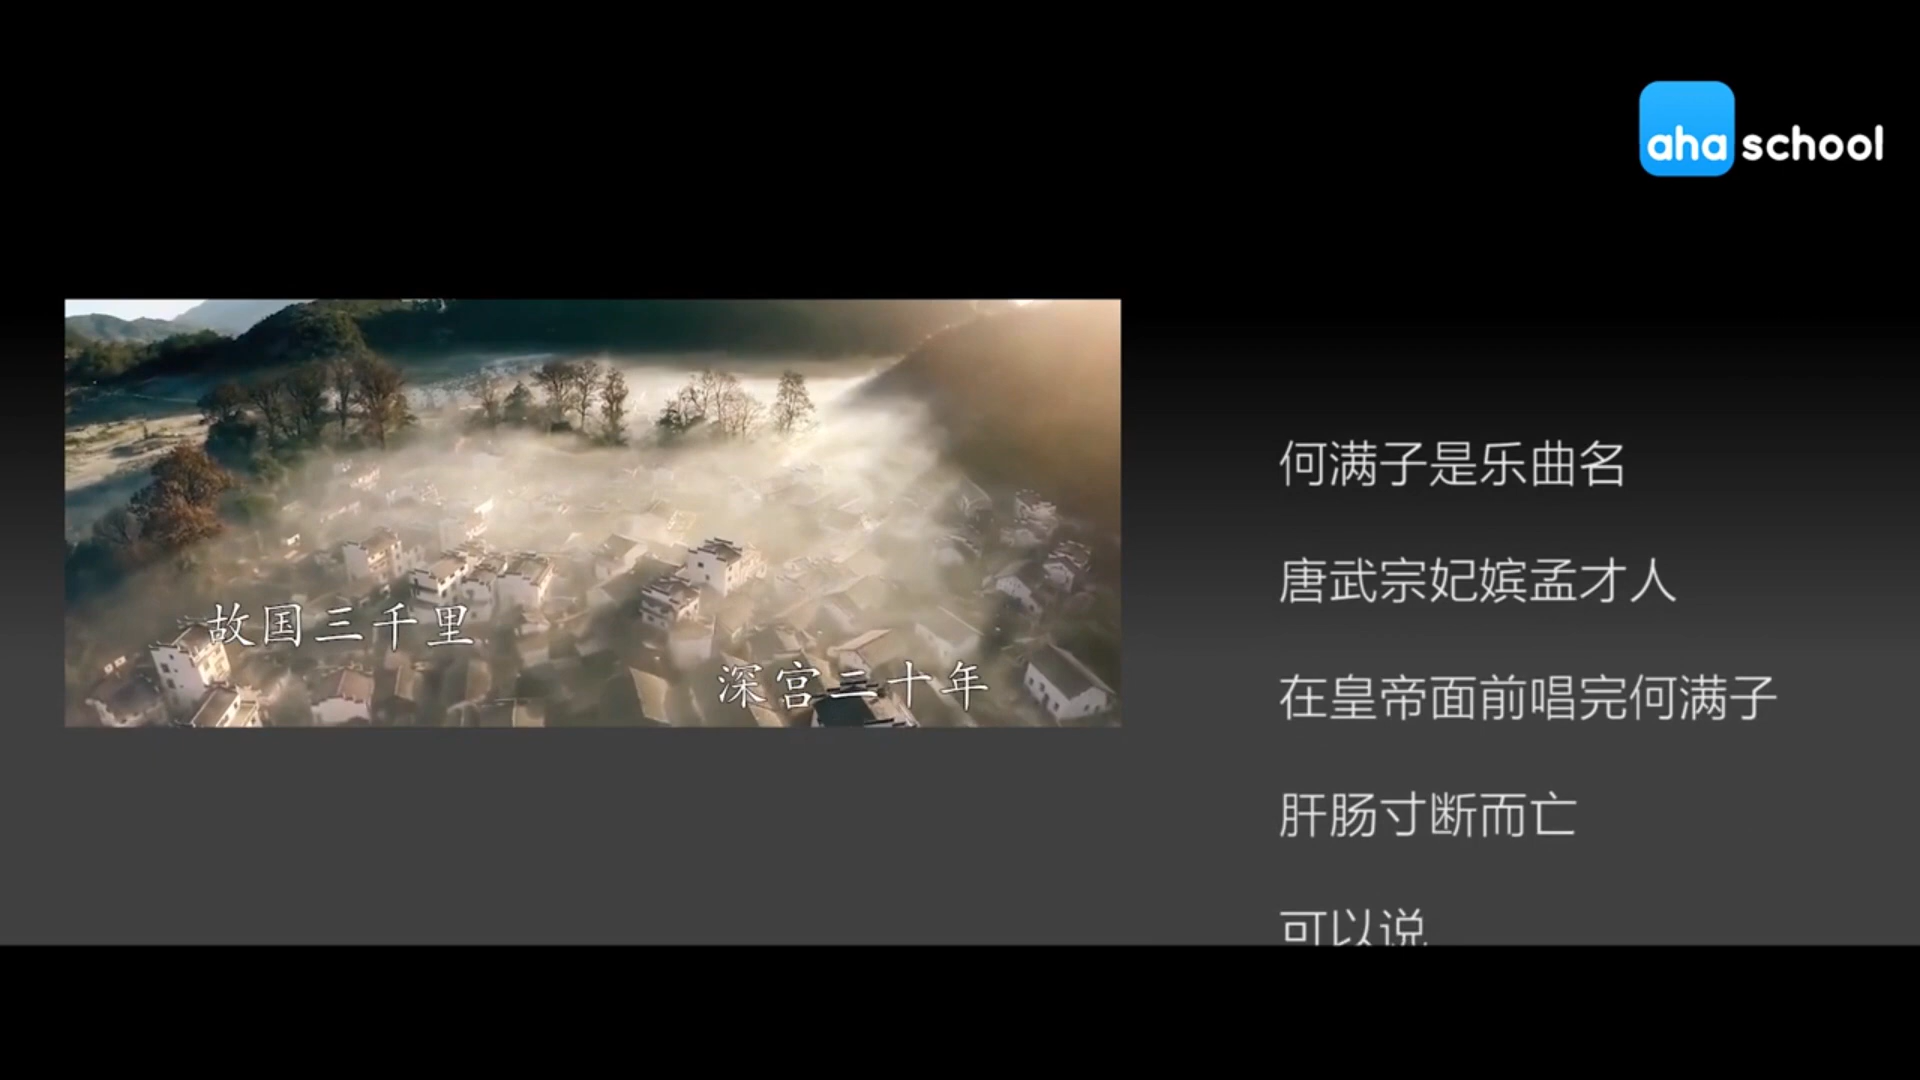 aha school
故国三千里
深宫二十年
何满子是乐曲名
唐武宗妃嫔孟才人
在皇帝面前唱完何满子
肝肠寸断而亡
可以说